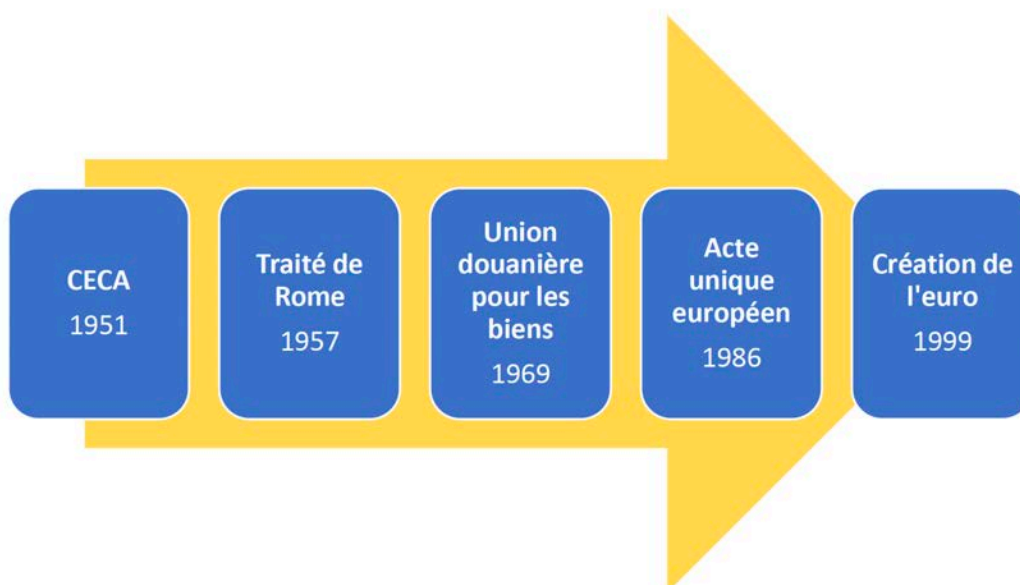 CECA
1951
Traité de
Rome
1957
Union
douanière
pour les
biens
1969
Acte
unique
européen
1986
Création de
l'euro
1999